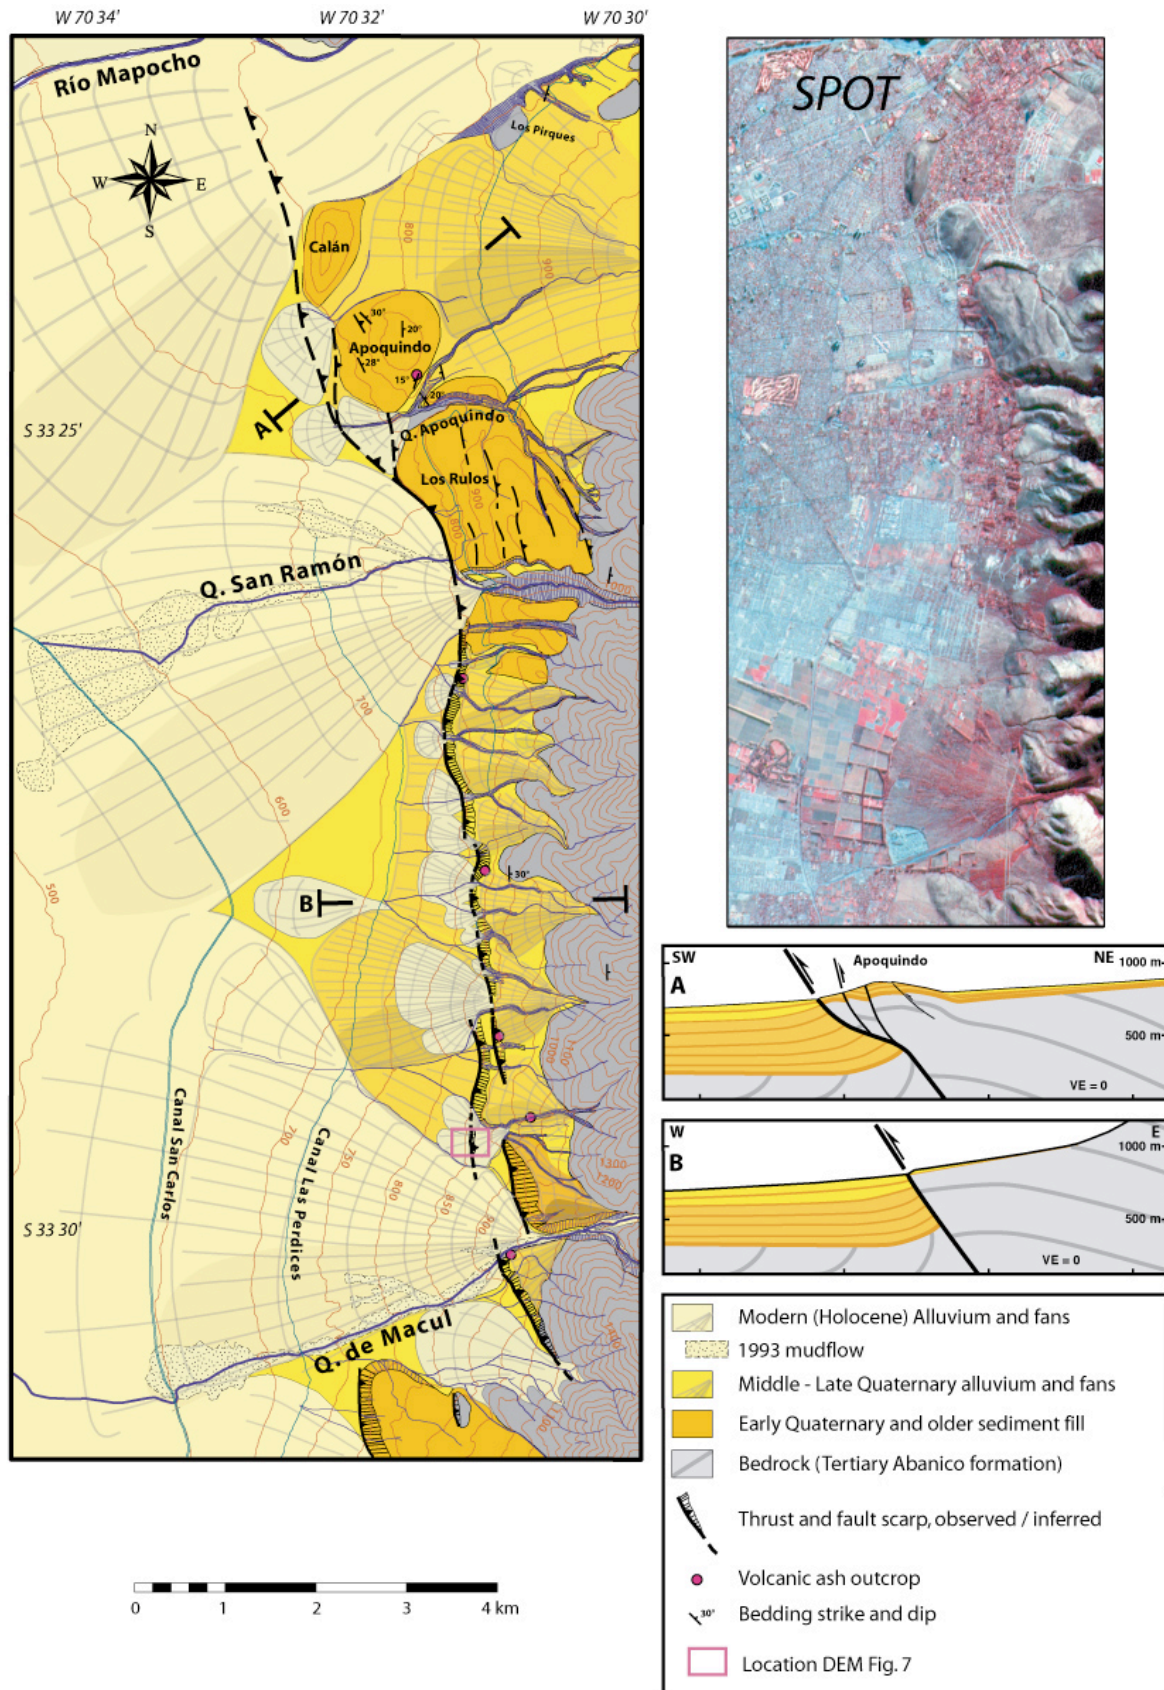 W 70 34'
W 70 32'
W 70 30'
Río Mapocho
N
W
E
S
Los Pirques
Calán
800
900
30°
20°
Apoquindo
28°
15°
20°
A
S 33 25'
Q. Apoquindo
Los Rulos
900
800
Q. San Ramón
1000
700
600
500
30°
B
1100
1000
Canal San Carlos
Canal Las Perdices
700
750
800
850
900
1300
1200
S 33 30'
Q. de Macul
0 1 2 3 4 km
SPOT
SW
Apoquindo
NE
1000 m
A
500 m
VE = 0
W
E
1000 m
B
500 m
VE = 0
Modern (Holocene) Alluvium and fans
1993 mudflow
Middle - Late Quaternary alluvium and fans
Early Quaternary and older sediment fill
Bedrock (Tertiary Abanico formation)
Thrust and fault scarp, observed / inferred
Volcanic ash outcrop
30°
Bedding strike and dip
Location DEM Fig. 7